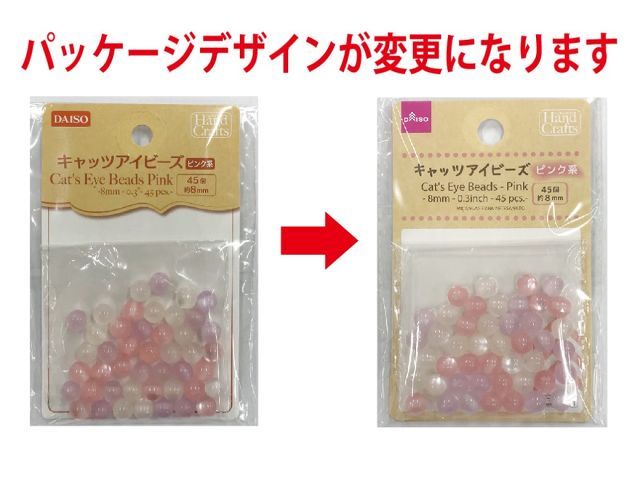 パッケージデザインが変更になります
DAISO
Hand
Crafts
キャッツアイビーズ ピンク系
Cat's Eye Beads Pink
-8mm - 0.3" - 45 pcs.-
45個
約8mm
DAISO
Hand
Crafts
キャッツアイビーズ ピンク系
Cat's Eye Beads - Pink
- 8mm - 0.3inch - 45 pcs.-
45個
約8mm